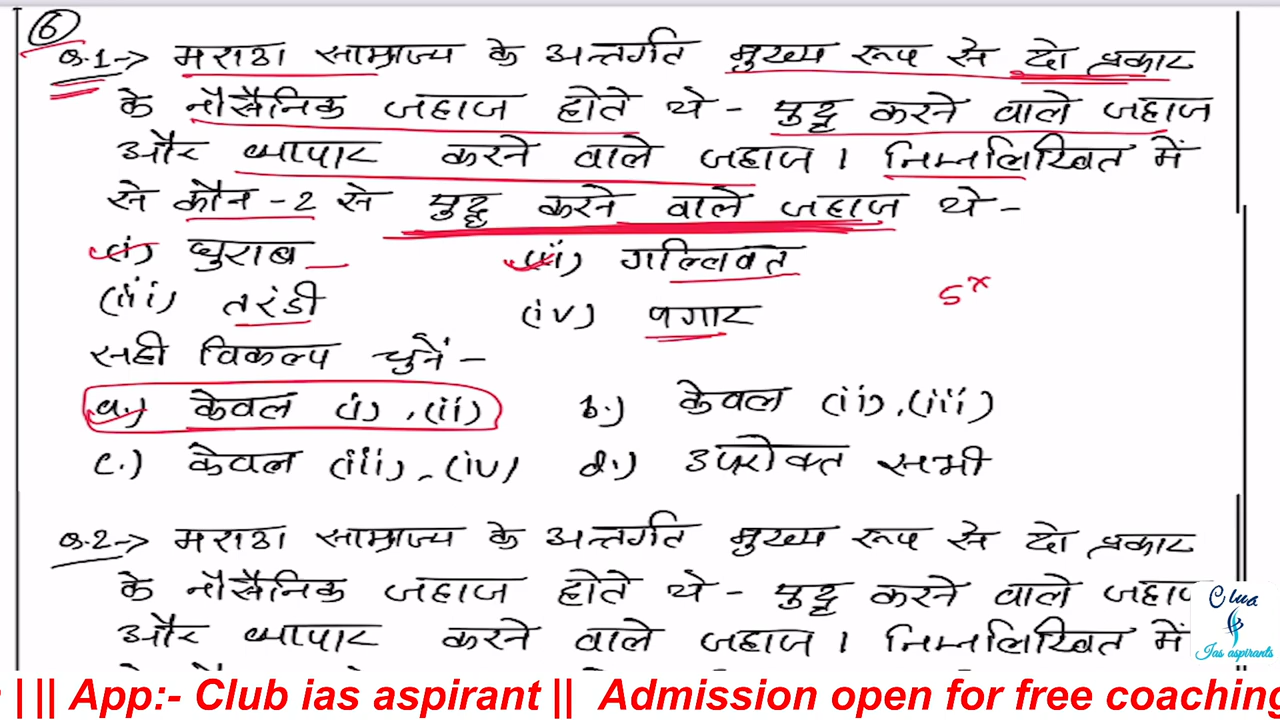 6
Q.1→ मराठा साम्राज्य के अन्तर्गत मुख्य रूप से दो प्रकार
के नौसैनिक जहाज होते थे - युद्ध करने वाले जहाज
और व्यापार करने वाले जहाज। निम्नलिखित में
से कौन-2 से युद्ध करने वाले जहाज थे -
(i) घुराब (ii) गल्लिवत
(iii) तरंडी (iv) पगार
5x
सही विकल्प चुनें -
a.) केवल (i), (ii) b.) केवल (ii), (iii)
c.) केवल (iii), (iv) d.) उपरोक्त सभी
Q.2→ मराठा साम्राज्य के अन्तर्गत मुख्य रूप से दो प्रकार
के नौसैनिक जहाज होते थे - युद्ध करने वाले जहाज
और व्यापार करने वाले जहाज। निम्नलिखित में
Club
Ias aspirants
| || App:- Club ias aspirant || Admission open for free coaching